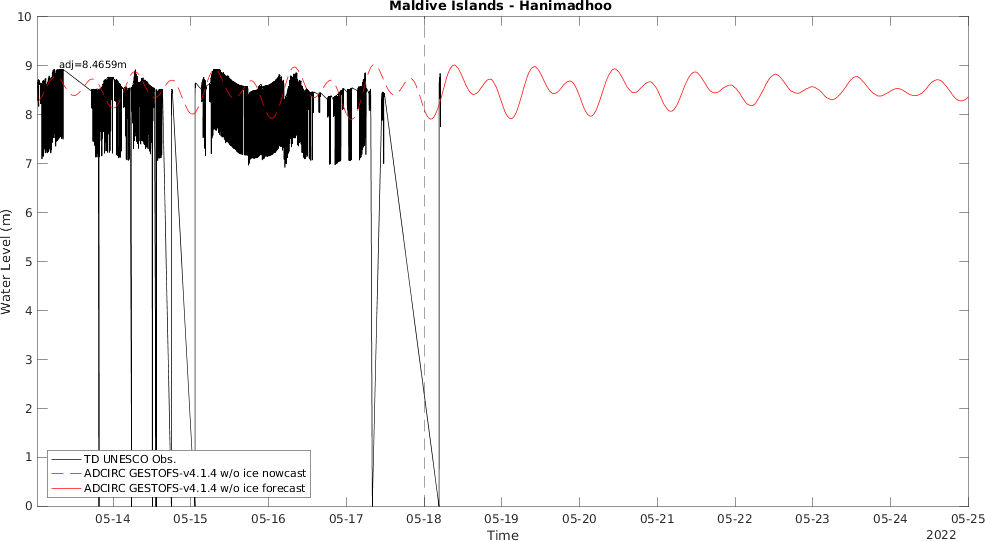 Maldive Islands - Hanimadhoo
10
9
8
7
6
5
4
3
2
1
0
Water Level (m)
adj=8.4659m
TD UNESCO Obs.
ADCIRC GESTOFS-v4.1.4 w/o ice nowcast
ADCIRC GESTOFS-v4.1.4 w/o ice forecast
05-14 05-15 05-16 05-17 05-18 05-19 05-20 05-21 05-22 05-23 05-24 05-25
Time
2022